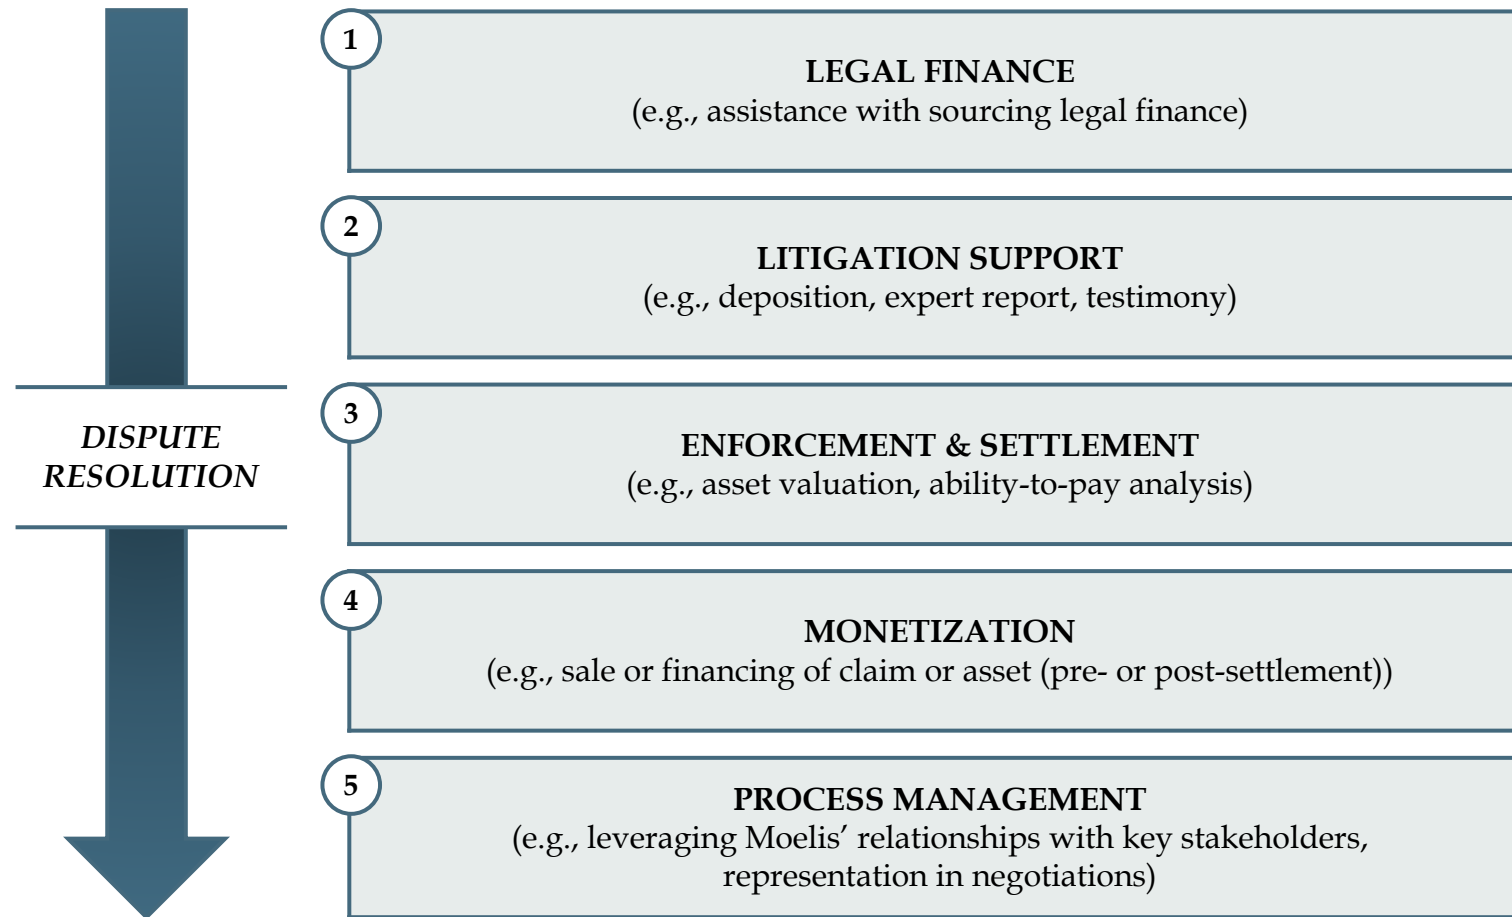 1
LEGAL FINANCE
(e.g., assistance with sourcing legal finance)
2
LITIGATION SUPPORT
(e.g., deposition, expert report, testimony)
DISPUTE
RESOLUTION
3
ENFORCEMENT & SETTLEMENT
(e.g., asset valuation, ability-to-pay analysis)
4
MONETIZATION
(e.g., sale or financing of claim or asset (pre- or post-settlement))
5
PROCESS MANAGEMENT
(e.g., leveraging Moelis’ relationships with key stakeholders,
representation in negotiations)